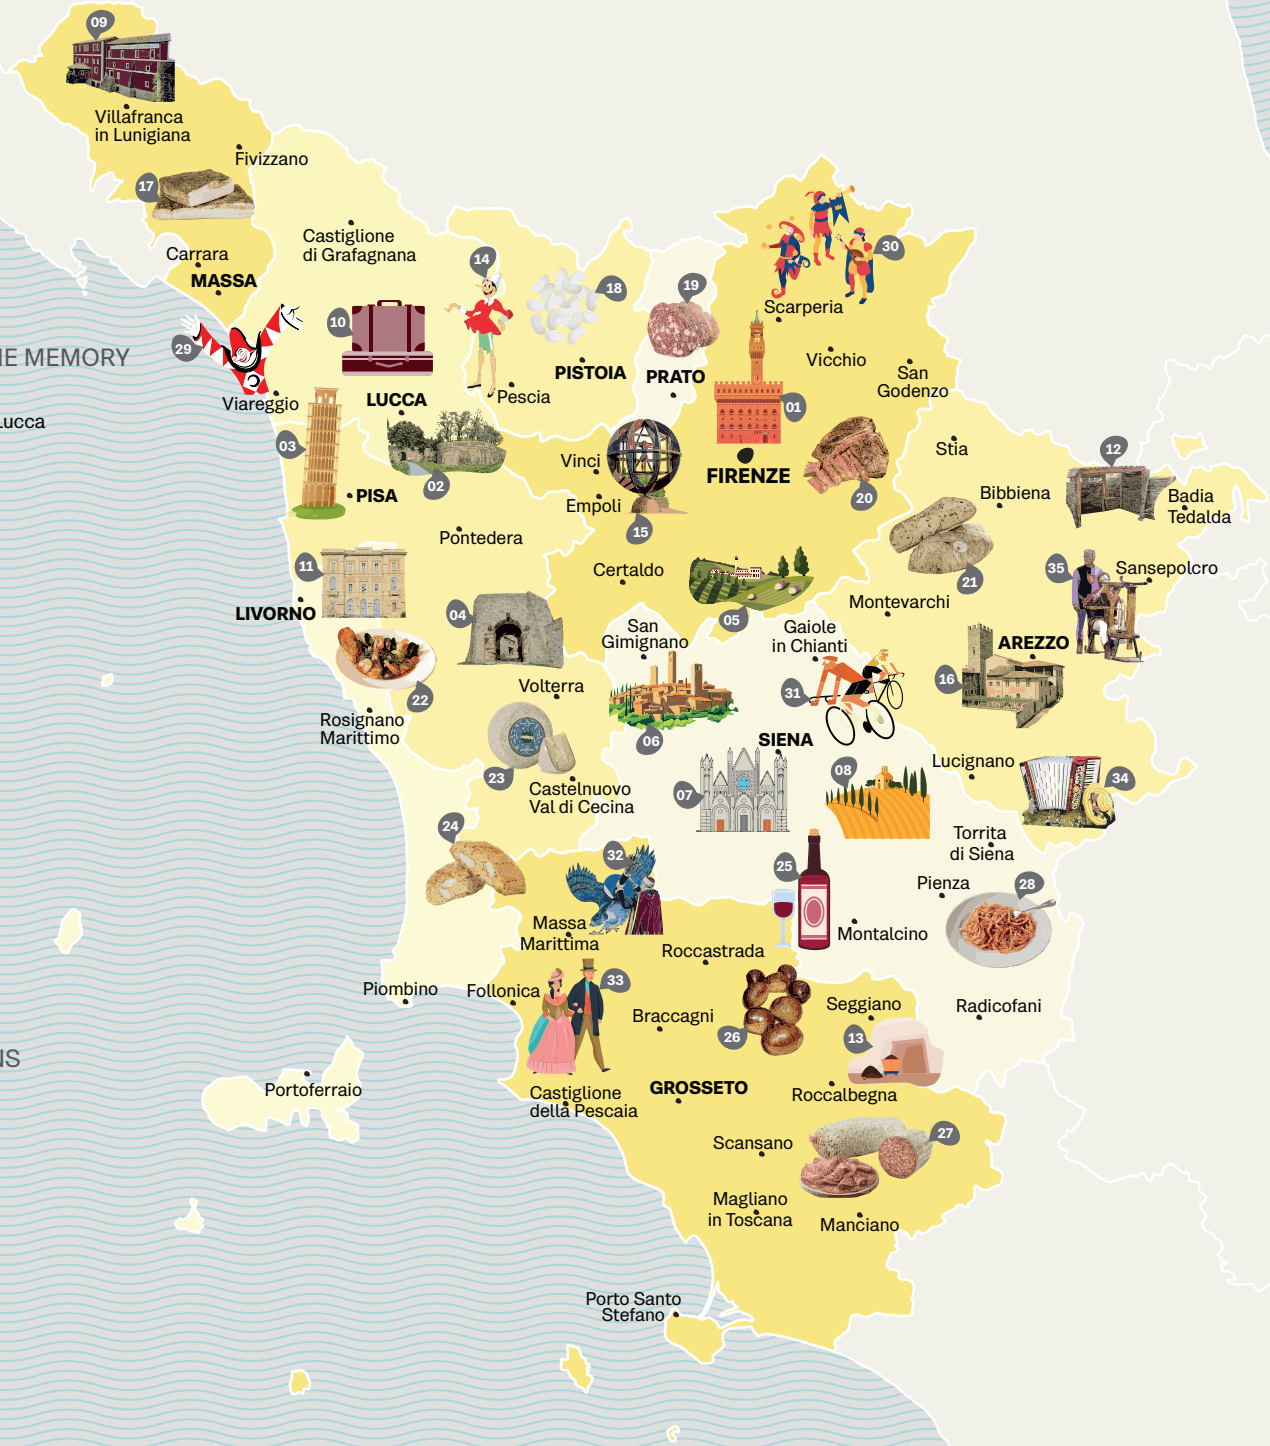 09
Villafranca
in Lunigiana
Fivizzano
17
Castiglione
di Grafagnana
Carrara
MASSA
30
14
18
19
Scarperia
10
29
E MEMORY
PISTOIA
PRATO
Vicchio
San
Godenzo
Pescia
Viareggio
LUCCA
01
ucca
03
Stia
12
Vinci
FIRENZE
02
PISA
20
Bibbiena
Badia
Tedalda
Empoli
15
Pontedera
11
Certaldo
21
35
Sansepolcro
LIVORNO
04
05
Montevarchi
San
Gimignano
Gaiole
in Chianti
AREZZO
16
22
Volterra
31
Rosignano
Marittimo
06
SIENA
23
Castelnuovo
Val di Cecina
07
08
Lucignano
34
24
32
Torrita
di Siena
25
Pienza
28
Massa
Marittima
Montalcino
Roccastrada
Piombino
Follonica
33
Braccagni
26
Seggiano
Radicofani
13
NS
Portoferraio
Castiglione
della Pescaia
GROSSETO
Roccalbegna
Scansano
27
Magliano
in Toscana
Manciano
Porto Santo
Stefano